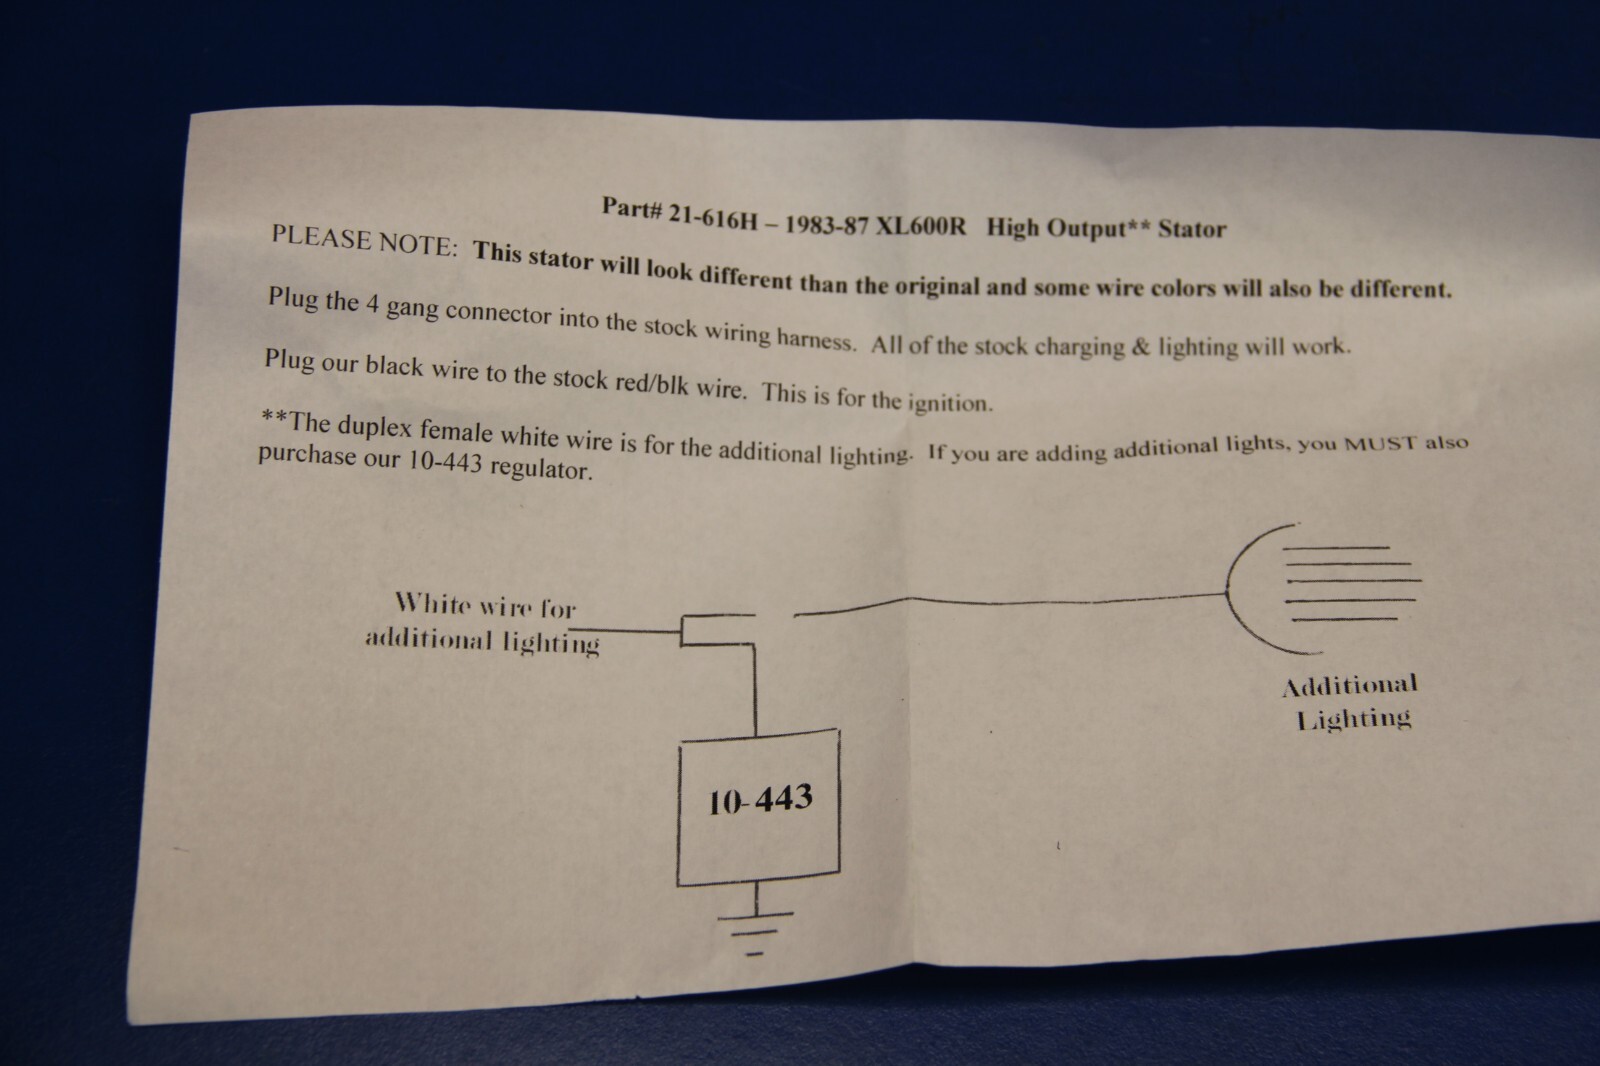 Part# 21-616H – 1983-87 XL600R High Output** Stator
PLEASE NOTE: This stator will look different than the original and some wire colors will also be different.
Plug the 4 gang connector into the stock wiring harness. All of the stock charging & lighting will work.
Plug our black wire to the stock red/blk wire. This is for the ignition.
**The duplex female white wire is for the additional lighting. If you are adding additional lights, you MUST also
purchase our 10-443 regulator.
White wire for
additional lighting
Additional
Lighting
10-443